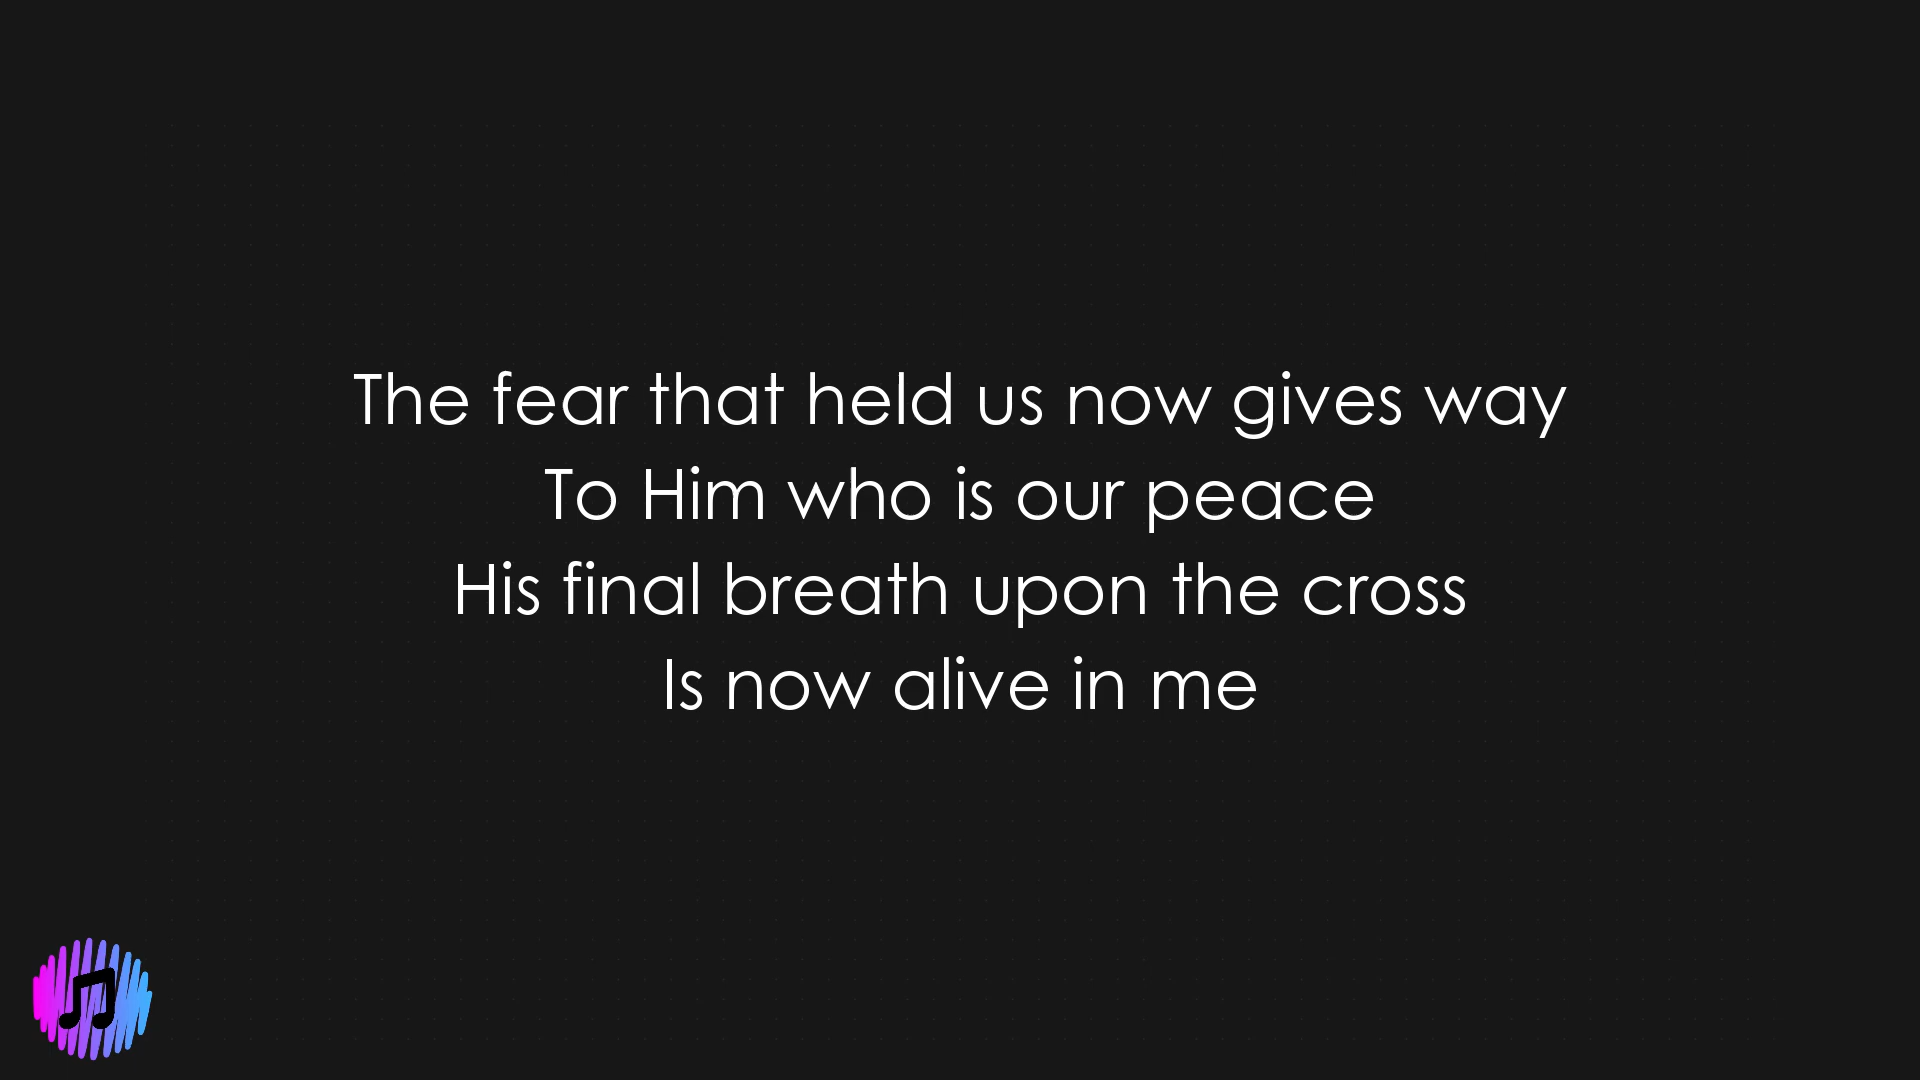 The fear that held us now gives way
To Him who is our peace
His final breath upon the cross
Is now alive in me